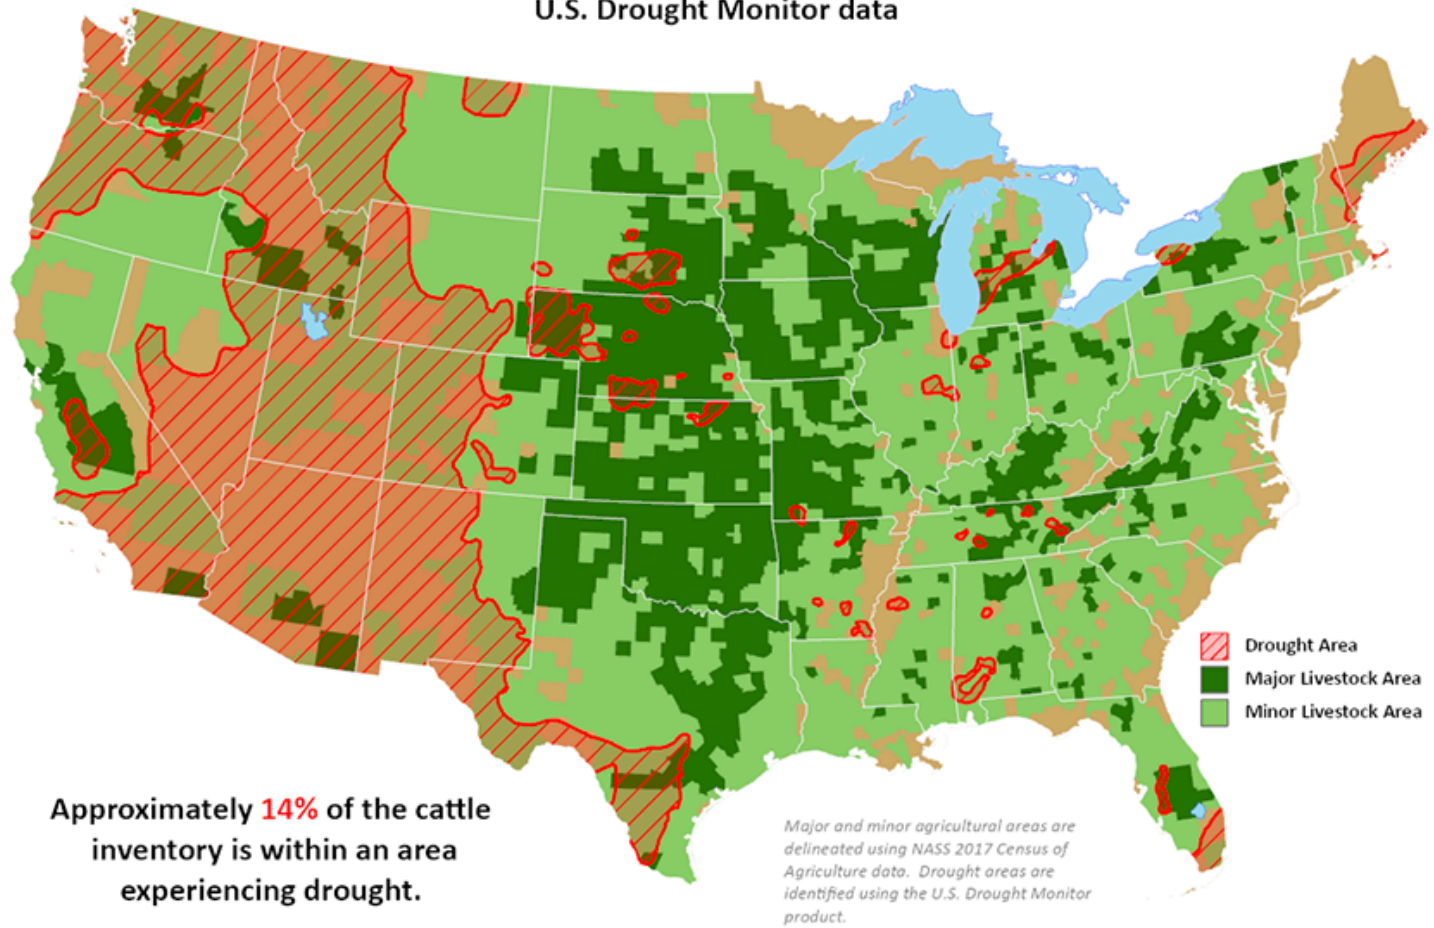 U.S. Drought Monitor data
Drought Area
Major Livestock Area
Minor Livestock Area
Approximately 14% of the cattle
inventory is within an area
experiencing drought.
Major and minor agricultural areas are
delineated using NASS 2017 Census of
Agriculture data. Drought areas are
identified using the U.S. Drought Monitor
product.